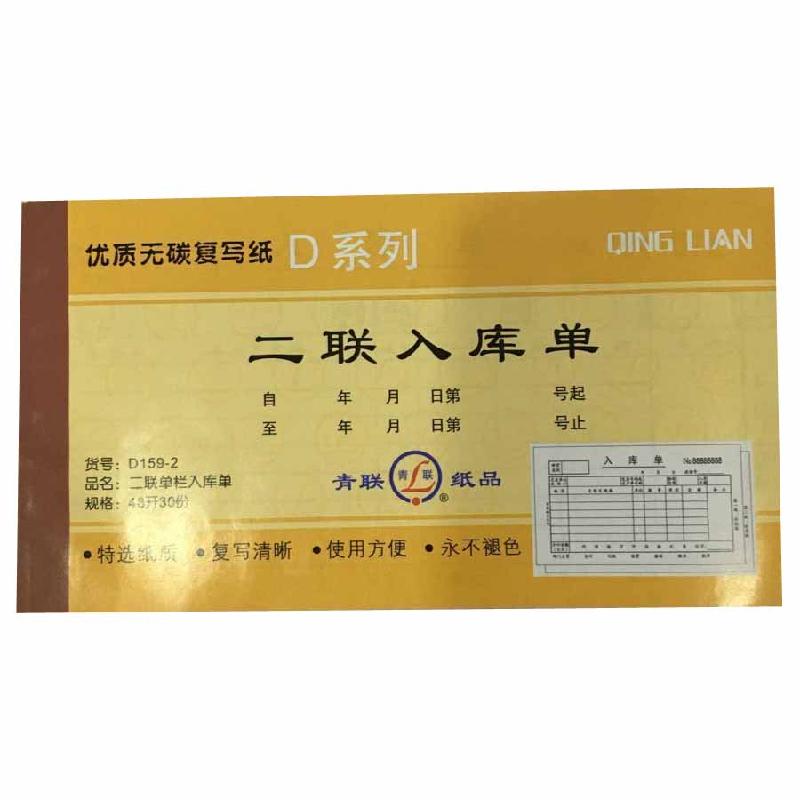 优质无碳复写纸 D 系列 QING LIAN
二联入库单
自 年 月 日第 号起
至 年 月 日第 号止
货号：D159-2
品名：二联单栏入库单
规格：48开30份
青联 青 联 ® 纸品
•特选纸质 •复写清晰 •使用方便 •永不褪色
入库单 №